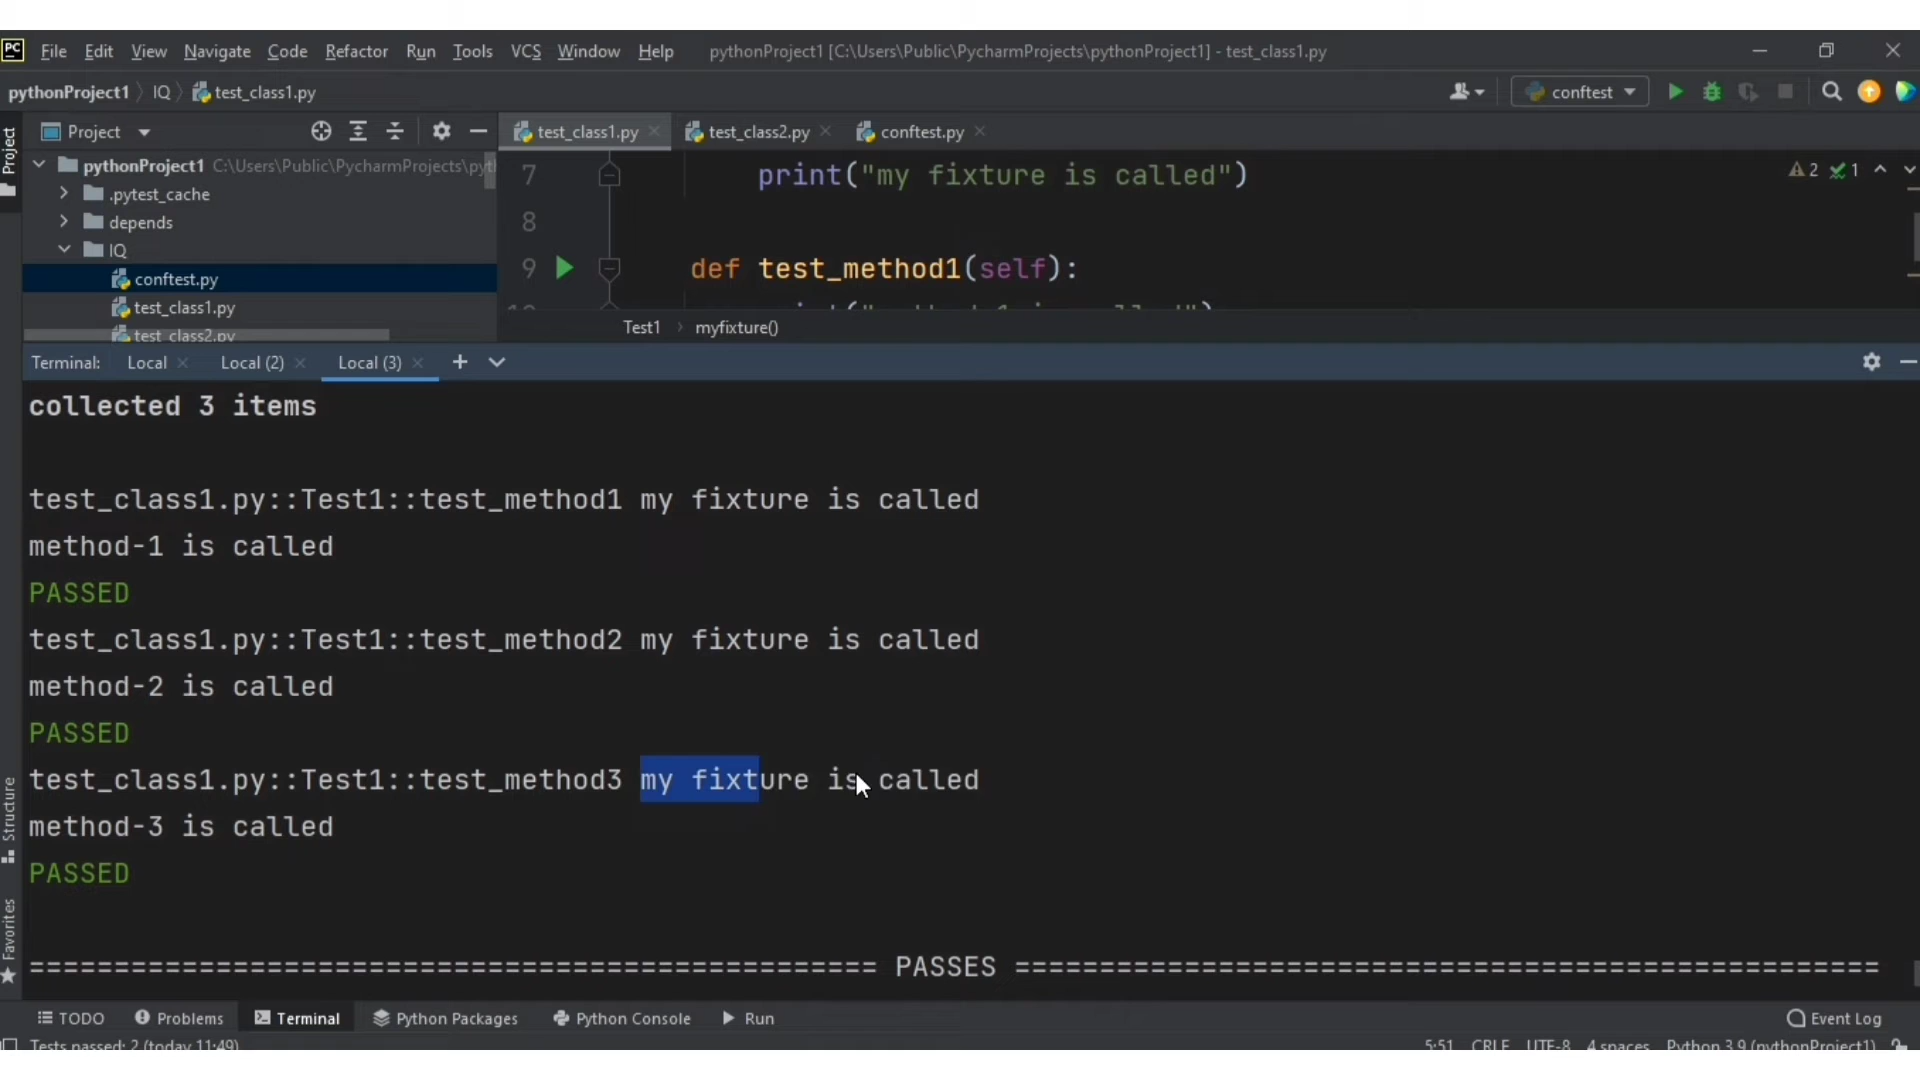 PC File Edit View Navigate Code Refactor Run Tools VCS Window Help pythonProject1 [C:\Users\Public\PycharmProjects\pythonProject1] - test_class1.py
pythonProject1 IQ test_class1.py conftest
Project
Project test_class1.py test_class2.py conftest.py
pythonProject1 C:\Users\Public\PycharmProjects\pyt
.pytest_cache
depends
IQ
conftest.py
test_class1.py
test_class2.py
7 print("my fixture is called")
2 1
8
9 def test_method1(self):
Test1 myfixture()
Terminal: Local Local (2) Local (3)
collected 3 items
test_class1.py::Test1::test_method1 my fixture is called
method-1 is called
PASSED
test_class1.py::Test1::test_method2 my fixture is called
method-2 is called
PASSED
test_class1.py::Test1::test_method3 my fixture is called
method-3 is called
PASSED
================================================== PASSES ===================================================
Structure
Favorites
TODO Problems Terminal Python Packages Python Console Run Event Log
Tests passed: 2 (today 11:49) 5:51 CRLF UTF-8 4 spaces Python 3.9 (pythonProject1)